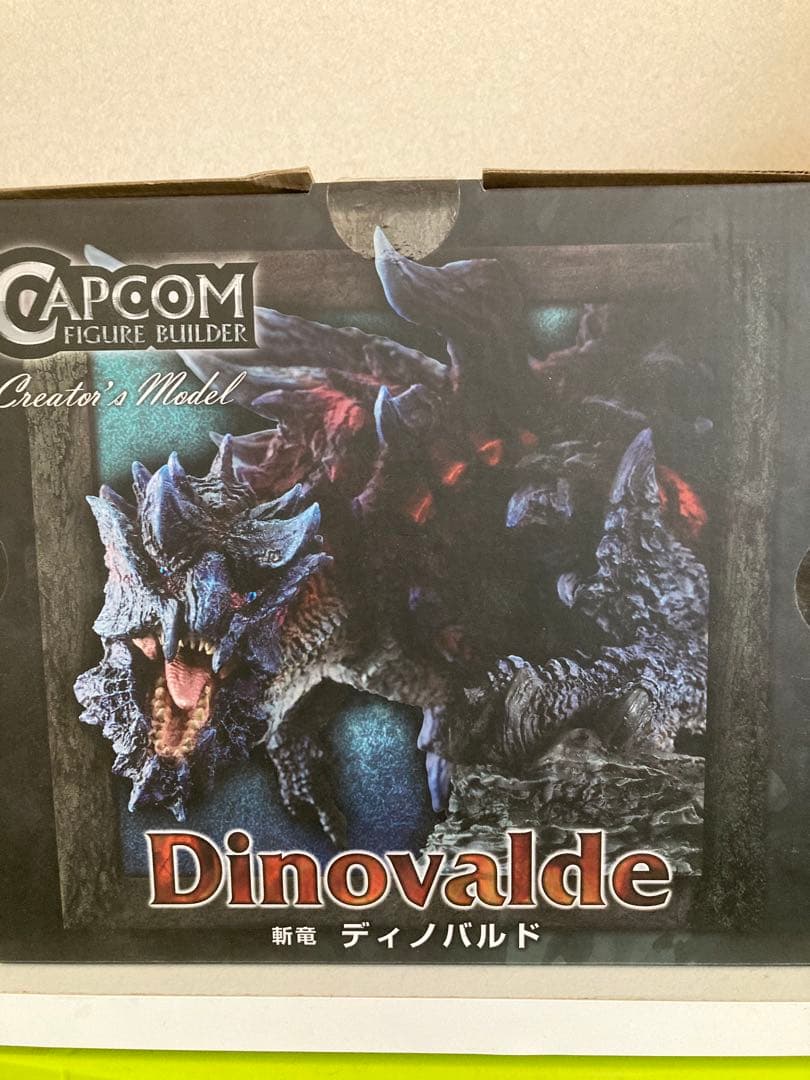 CAPCOM
FIGURE BUILDER
Creator's Model
Dinovalde
斬竜 ディノバルド